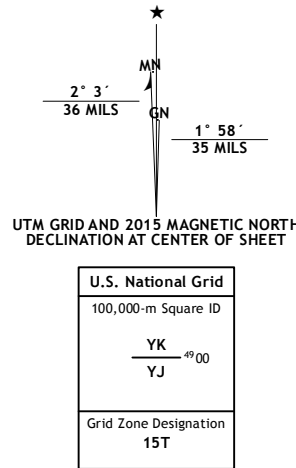 ★
MN
2° 3´
36 MILS
GN
1° 58´
35 MILS
UTM GRID AND 2015 MAGNETIC NORTH
DECLINATION AT CENTER OF SHEET
U.S. National Grid
100,000-m Square ID
YK
4900
YJ
Grid Zone Designation
15T